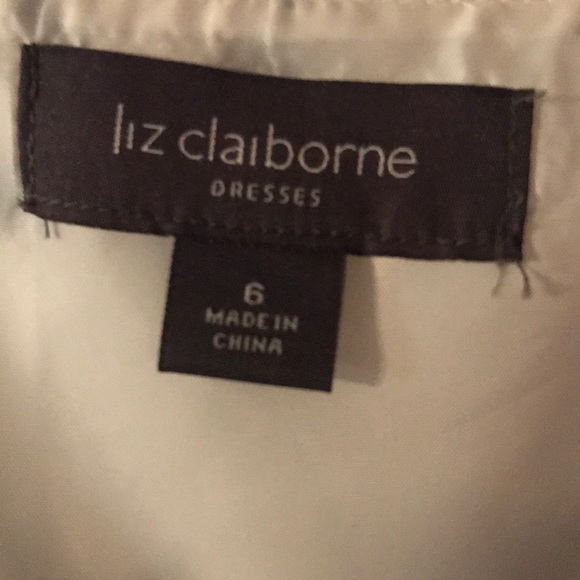 liz claiborne
DRESSES
6
MADE IN
CHINA